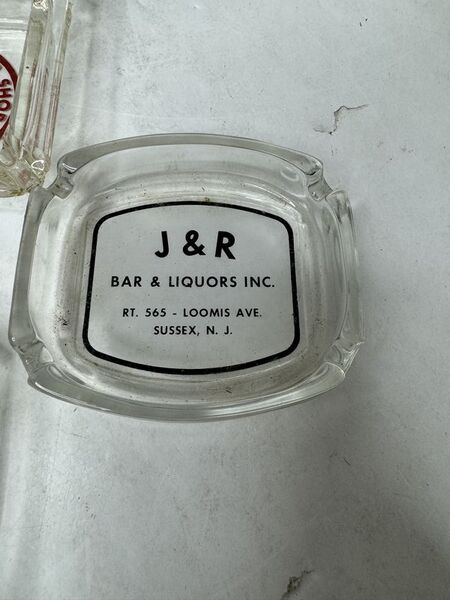 J & R
BAR & LIQUORS INC.
RT. 565 - LOOMIS AVE.
SUSSEX, N. J.